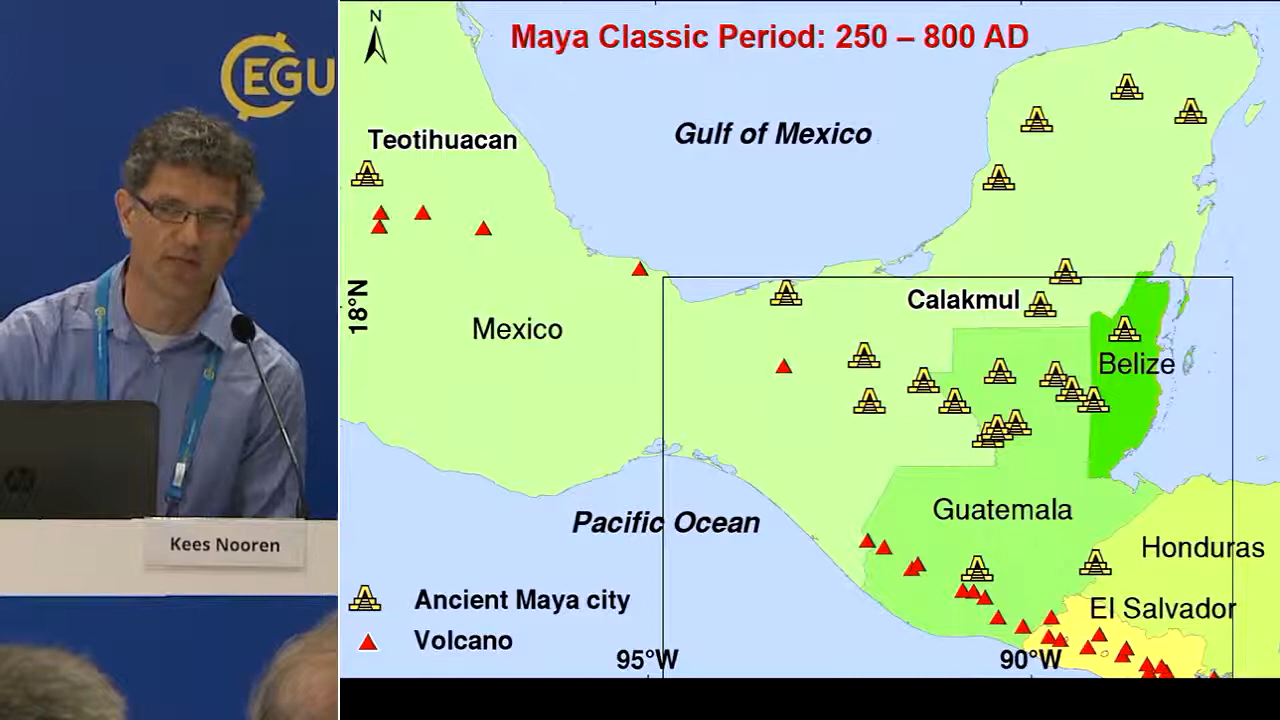 EGU
Kees Nooren
N
Maya Classic Period: 250 – 800 AD
Teotihuacan
Gulf of Mexico
18°N
Mexico
Calakmul
Belize
Pacific Ocean
Guatemala
Honduras
El Salvador
Ancient Maya city
Volcano
95°W
90°W